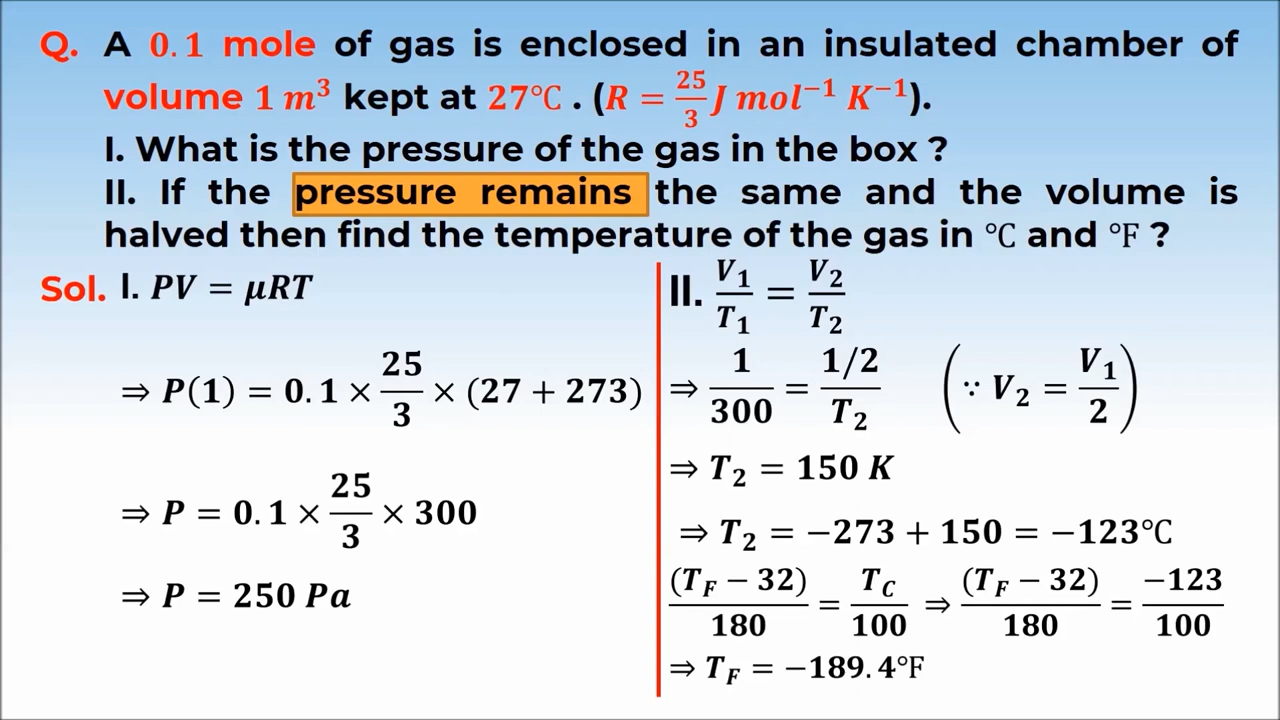 Q. A 0.1 mole of gas is enclosed in an insulated chamber of
volume 1 m³ kept at 27℃ . (R = 25/3 J mol⁻¹ K⁻¹).
I. What is the pressure of the gas in the box ?
II. If the pressure remains the same and the volume is
halved then find the temperature of the gas in ℃ and ℉ ?
Sol. I. PV = μRT
⇒ P(1) = 0.1 × 25/3 × (27 + 273)
⇒ P = 0.1 × 25/3 × 300
⇒ P = 250 Pa
II. V₁/T₁ = V₂/T₂
⇒ 1/300 = (1/2)/T₂ (∵ V₂ = V₁/2)
⇒ T₂ = 150 K
⇒ T₂ = −273 + 150 = −123℃
(T_F − 32)/180 = T_C/100 ⇒ (T_F − 32)/180 = −123/100
⇒ T_F = −189.4℉